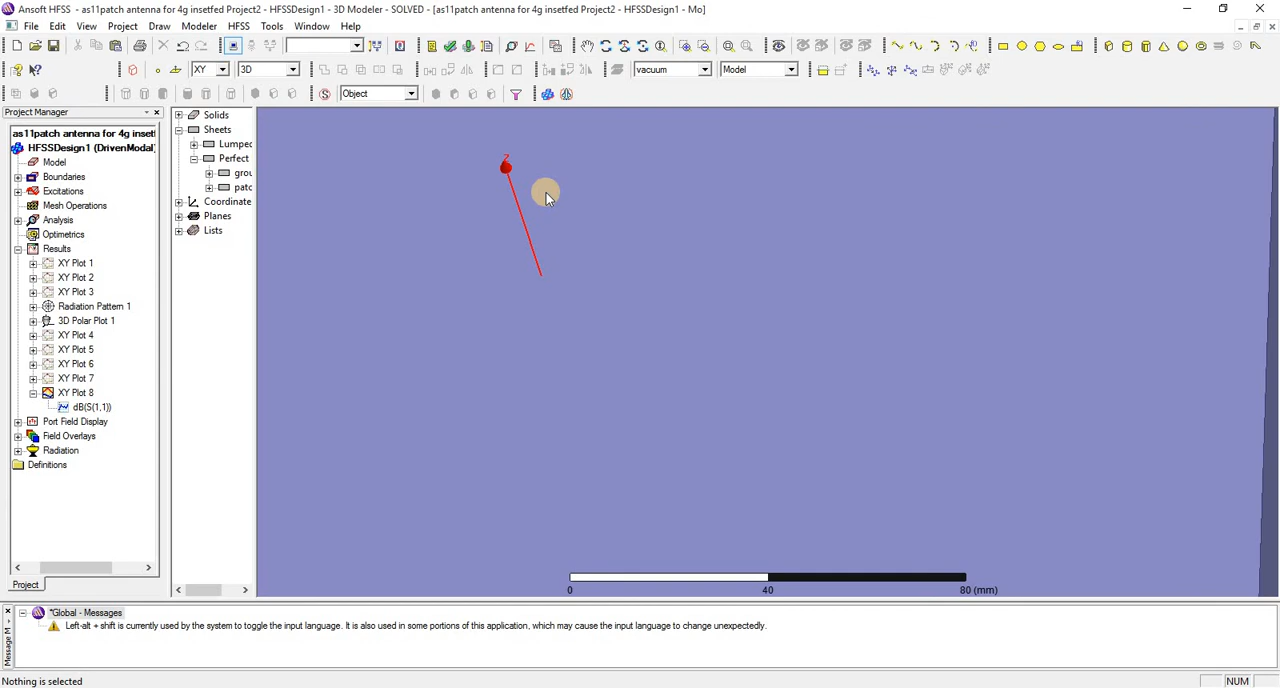 Ansoft HFSS - as11patch antenna for 4g insetfed Project2 - HFSSDesign1 - 3D Modeler - SOLVED - [as11patch antenna for 4g insetfed Project2 - HFSSDesign1 - Mo]
File Edit View Project Draw Modeler HFSS Tools Window Help
XY 3D vacuum Model
Object
Project Manager
as11patch antenna for 4g insetf
HFSSDesign1 (DrivenModal)
Model
Boundaries
Excitations
Mesh Operations
Analysis
Optimetrics
Results
XY Plot 1
XY Plot 2
XY Plot 3
Radiation Pattern 1
3D Polar Plot 1
XY Plot 4
XY Plot 5
XY Plot 6
XY Plot 7
XY Plot 8
dB(S(1,1))
Port Field Display
Field Overlays
Radiation
Definitions
Project
Solids
Sheets
Lumpec
Perfect
grou
patc
Coordinate
Planes
Lists
Z
0 40 80 (mm)
Message M
*Global - Messages
Left-alt + shift is currently used by the system to toggle the input language. It is also used in some portions of this application, which may cause the input language to change unexpectedly.
Nothing is selected
NUM